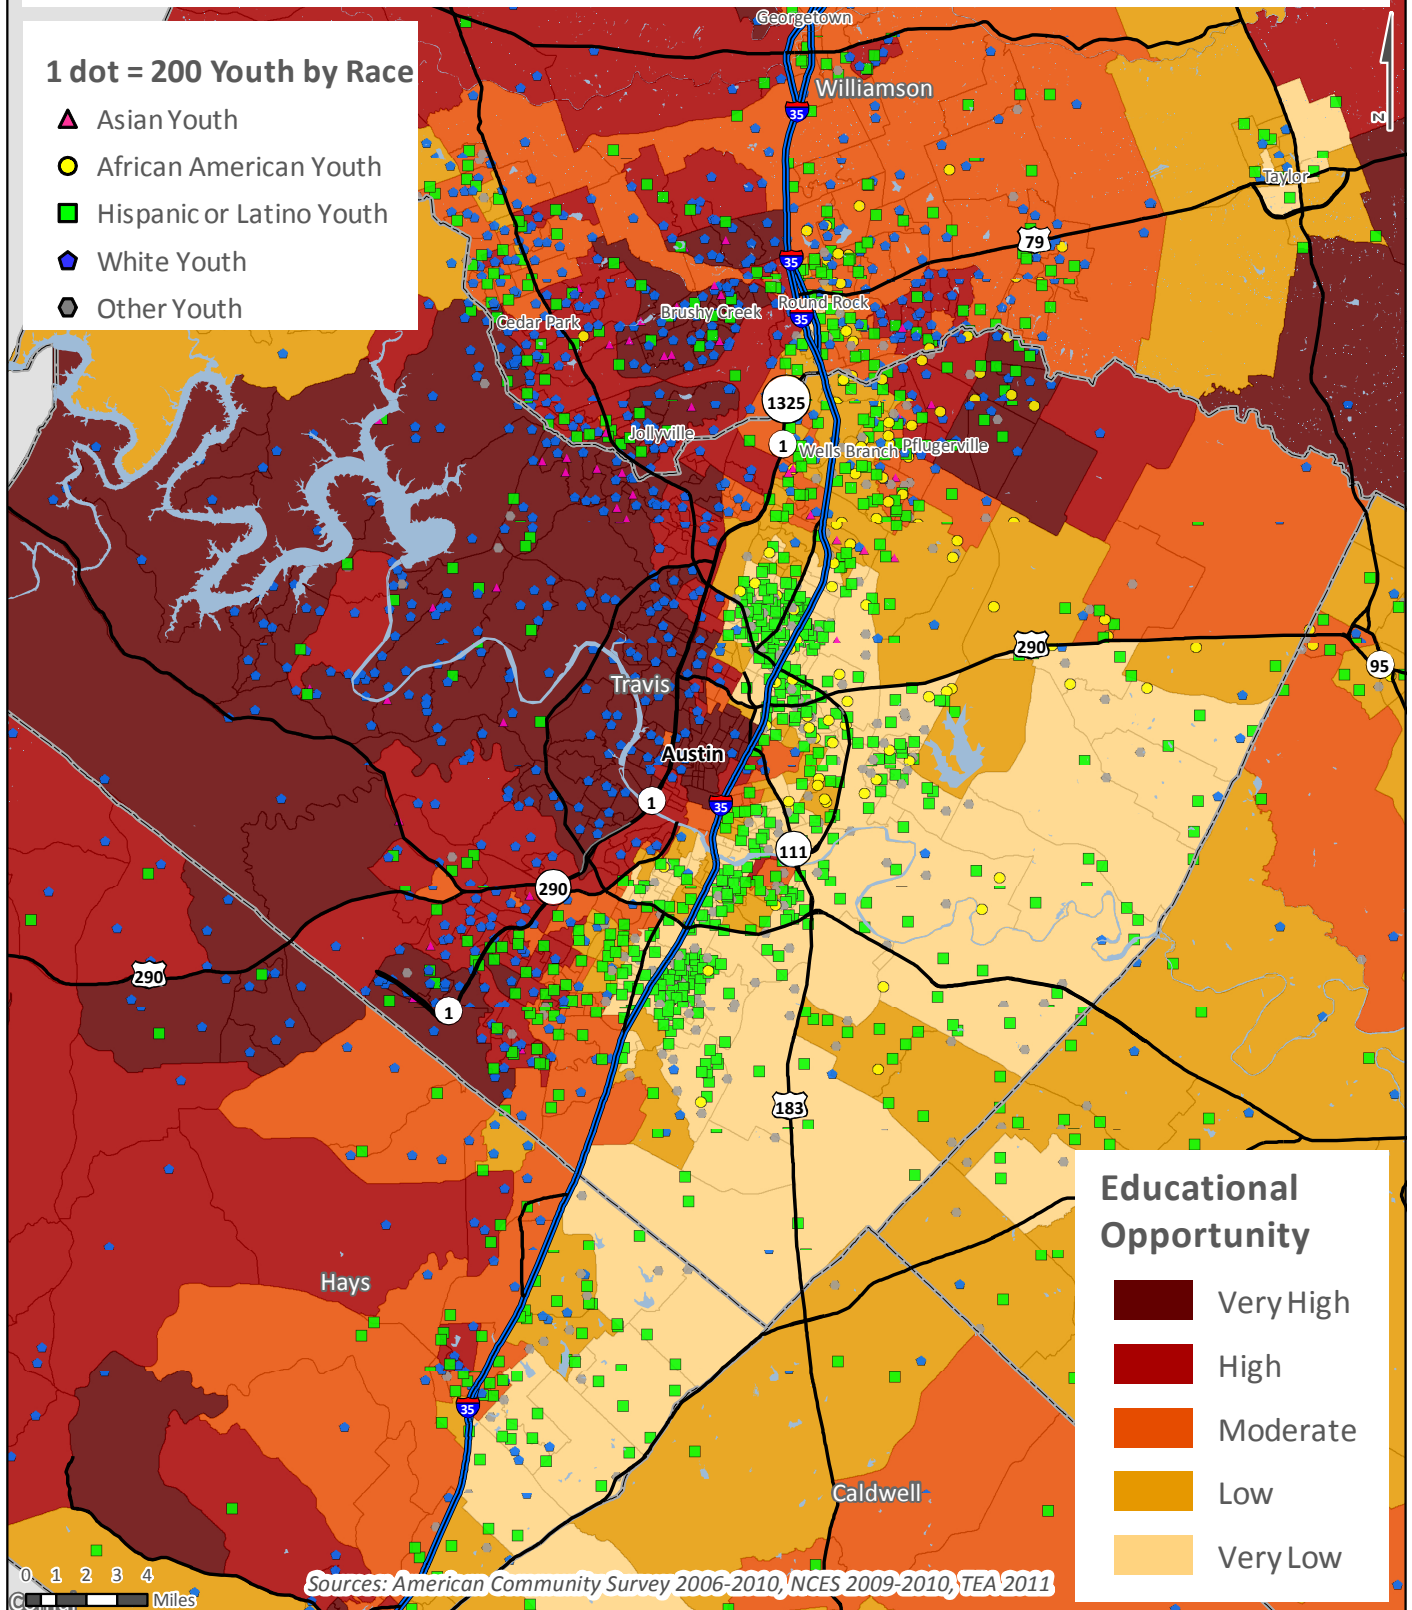 Georgetown
1 dot = 200 Youth by Race
Asian Youth
African American Youth
Hispanic or Latino Youth
White Youth
Other Youth
Williamson
35
N
Taylor
79
35
Brushy Creek
Round Rock
Cedar Park
35
1325
Jollyville
1
Wells Branch
Pflugerville
290
95
Travis
Austin
1
35
111
290
290
1
183
Educational
Opportunity
Very High
High
Moderate
Low
Very Low
Hays
35
Caldwell
0 1 2 3 4
Miles
Sources: American Community Survey 2006-2010, NCES 2009-2010, TEA 2011